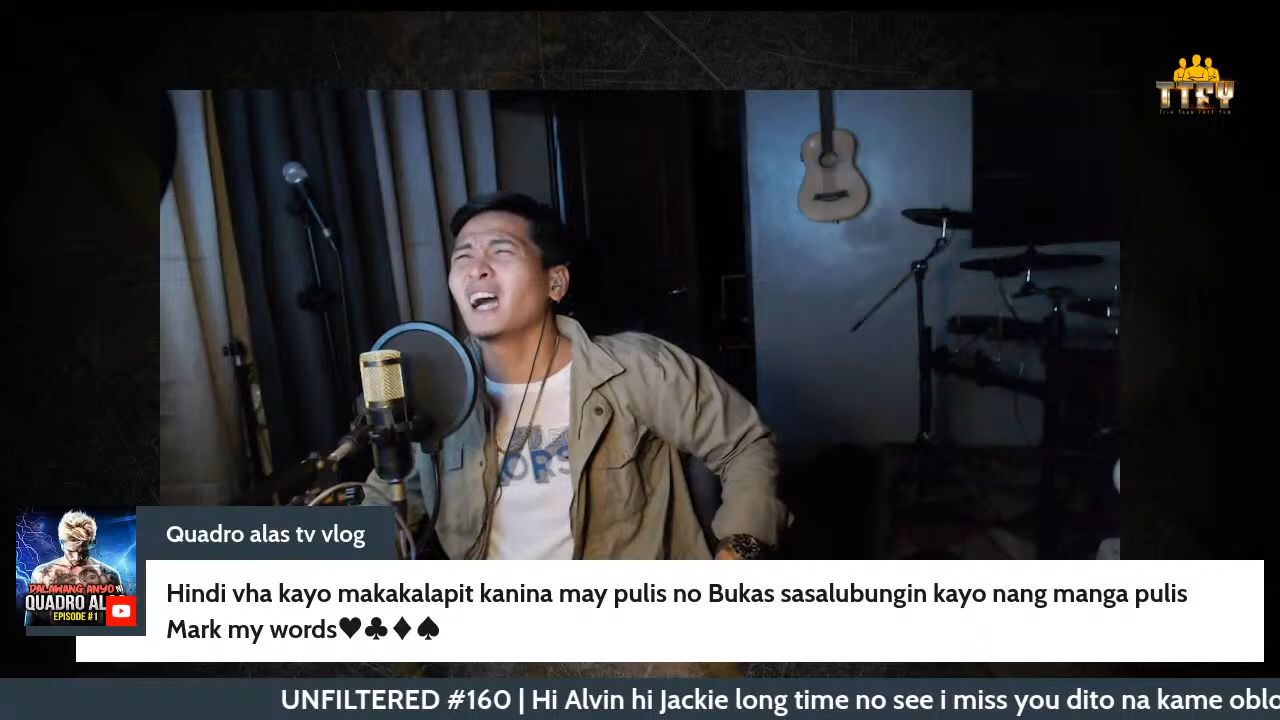 TTFY
ORS
Quadro alas tv vlog
DALAWANG ANYO NI
QUADRO AL
EPISODE #1
Hindi vha kayo makakalapit kanina may pulis no Bukas sasalubungin kayo nang manga pulis
Mark my words♥♣♦♠
UNFILTERED #160 | Hi Alvin hi Jackie long time no see i miss you dito na kame oblo